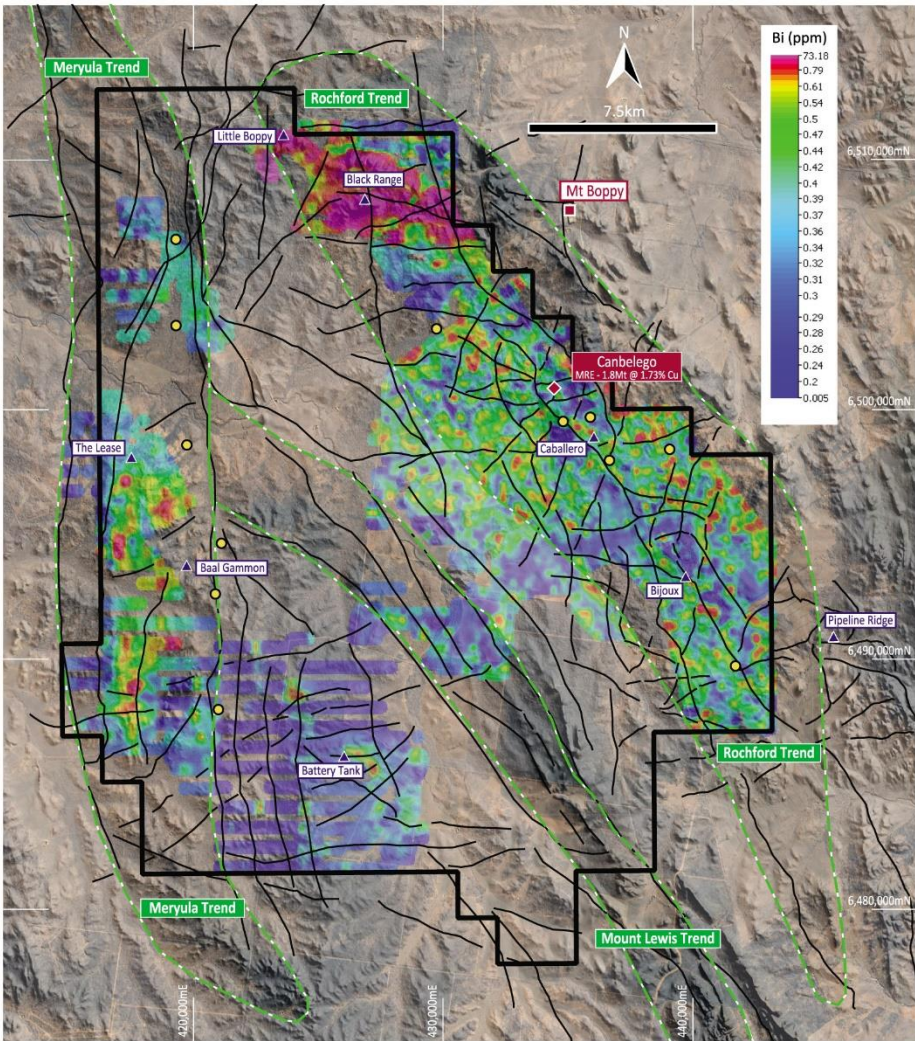 Meryula Trend
Rochford Trend
N
7.5km
Bi (ppm)
73.18
0.79
0.61
0.54
0.5
0.47
0.44
0.42
0.4
0.39
0.37
0.36
0.34
0.32
0.31
0.3
0.29
0.28
0.26
0.24
0.2
0.005
Little Boppy
Black Range
Mt Boppy
6,510,000mN
Canbelego
MRE - 1.8Mt @ 1.73% Cu
6,500,000mN
The Lease
Caballero
Baal Gammon
Bijoux
Pipeline Ridge
6,490,000mN
Battery Tank
Rochford Trend
Meryula Trend
Mount Lewis Trend
6,480,000mN
420,000mE
430,000mE
440,000mE